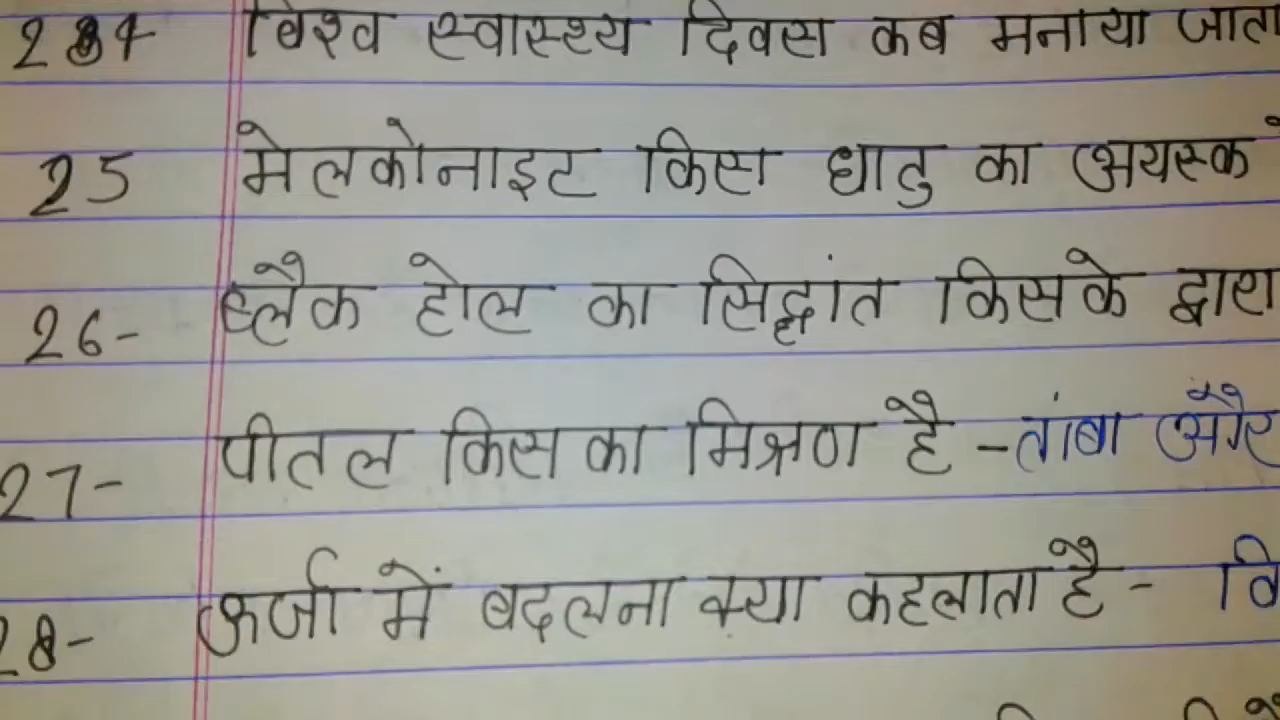 24 विश्व स्वास्थ्य दिवस कब मनाया जाता
25 मेलकोनाइट किस धातु का अयस्क
26- ब्लैक होल का सिद्धांत किसके द्वारा
27- पीतल किस का मिश्रण है - तांबा और
28- ऊर्जा में बदलना क्या कहलाता है - वि